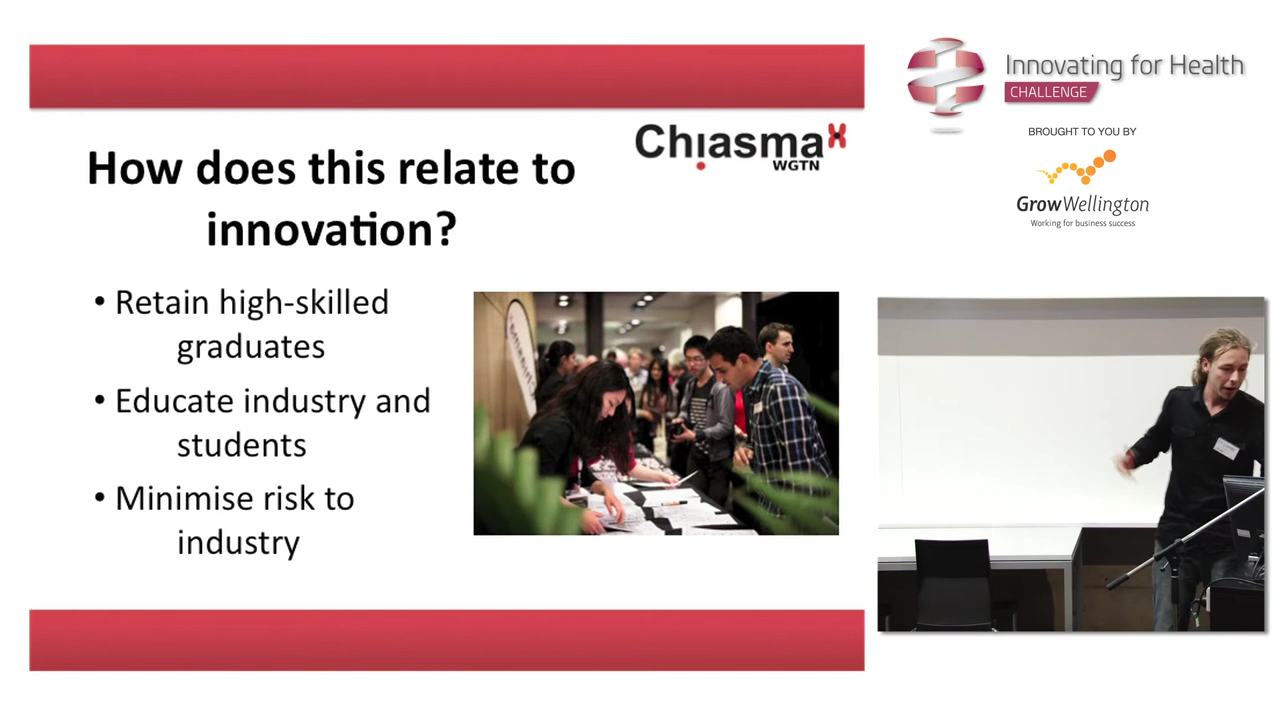 How does this relate to
innovation?
Chiasma
WGTN
• Retain high-skilled
graduates
• Educate industry and
students
• Minimise risk to
industry
Innovating for Health
CHALLENGE
BROUGHT TO YOU BY
GrowWellington
Working for business success